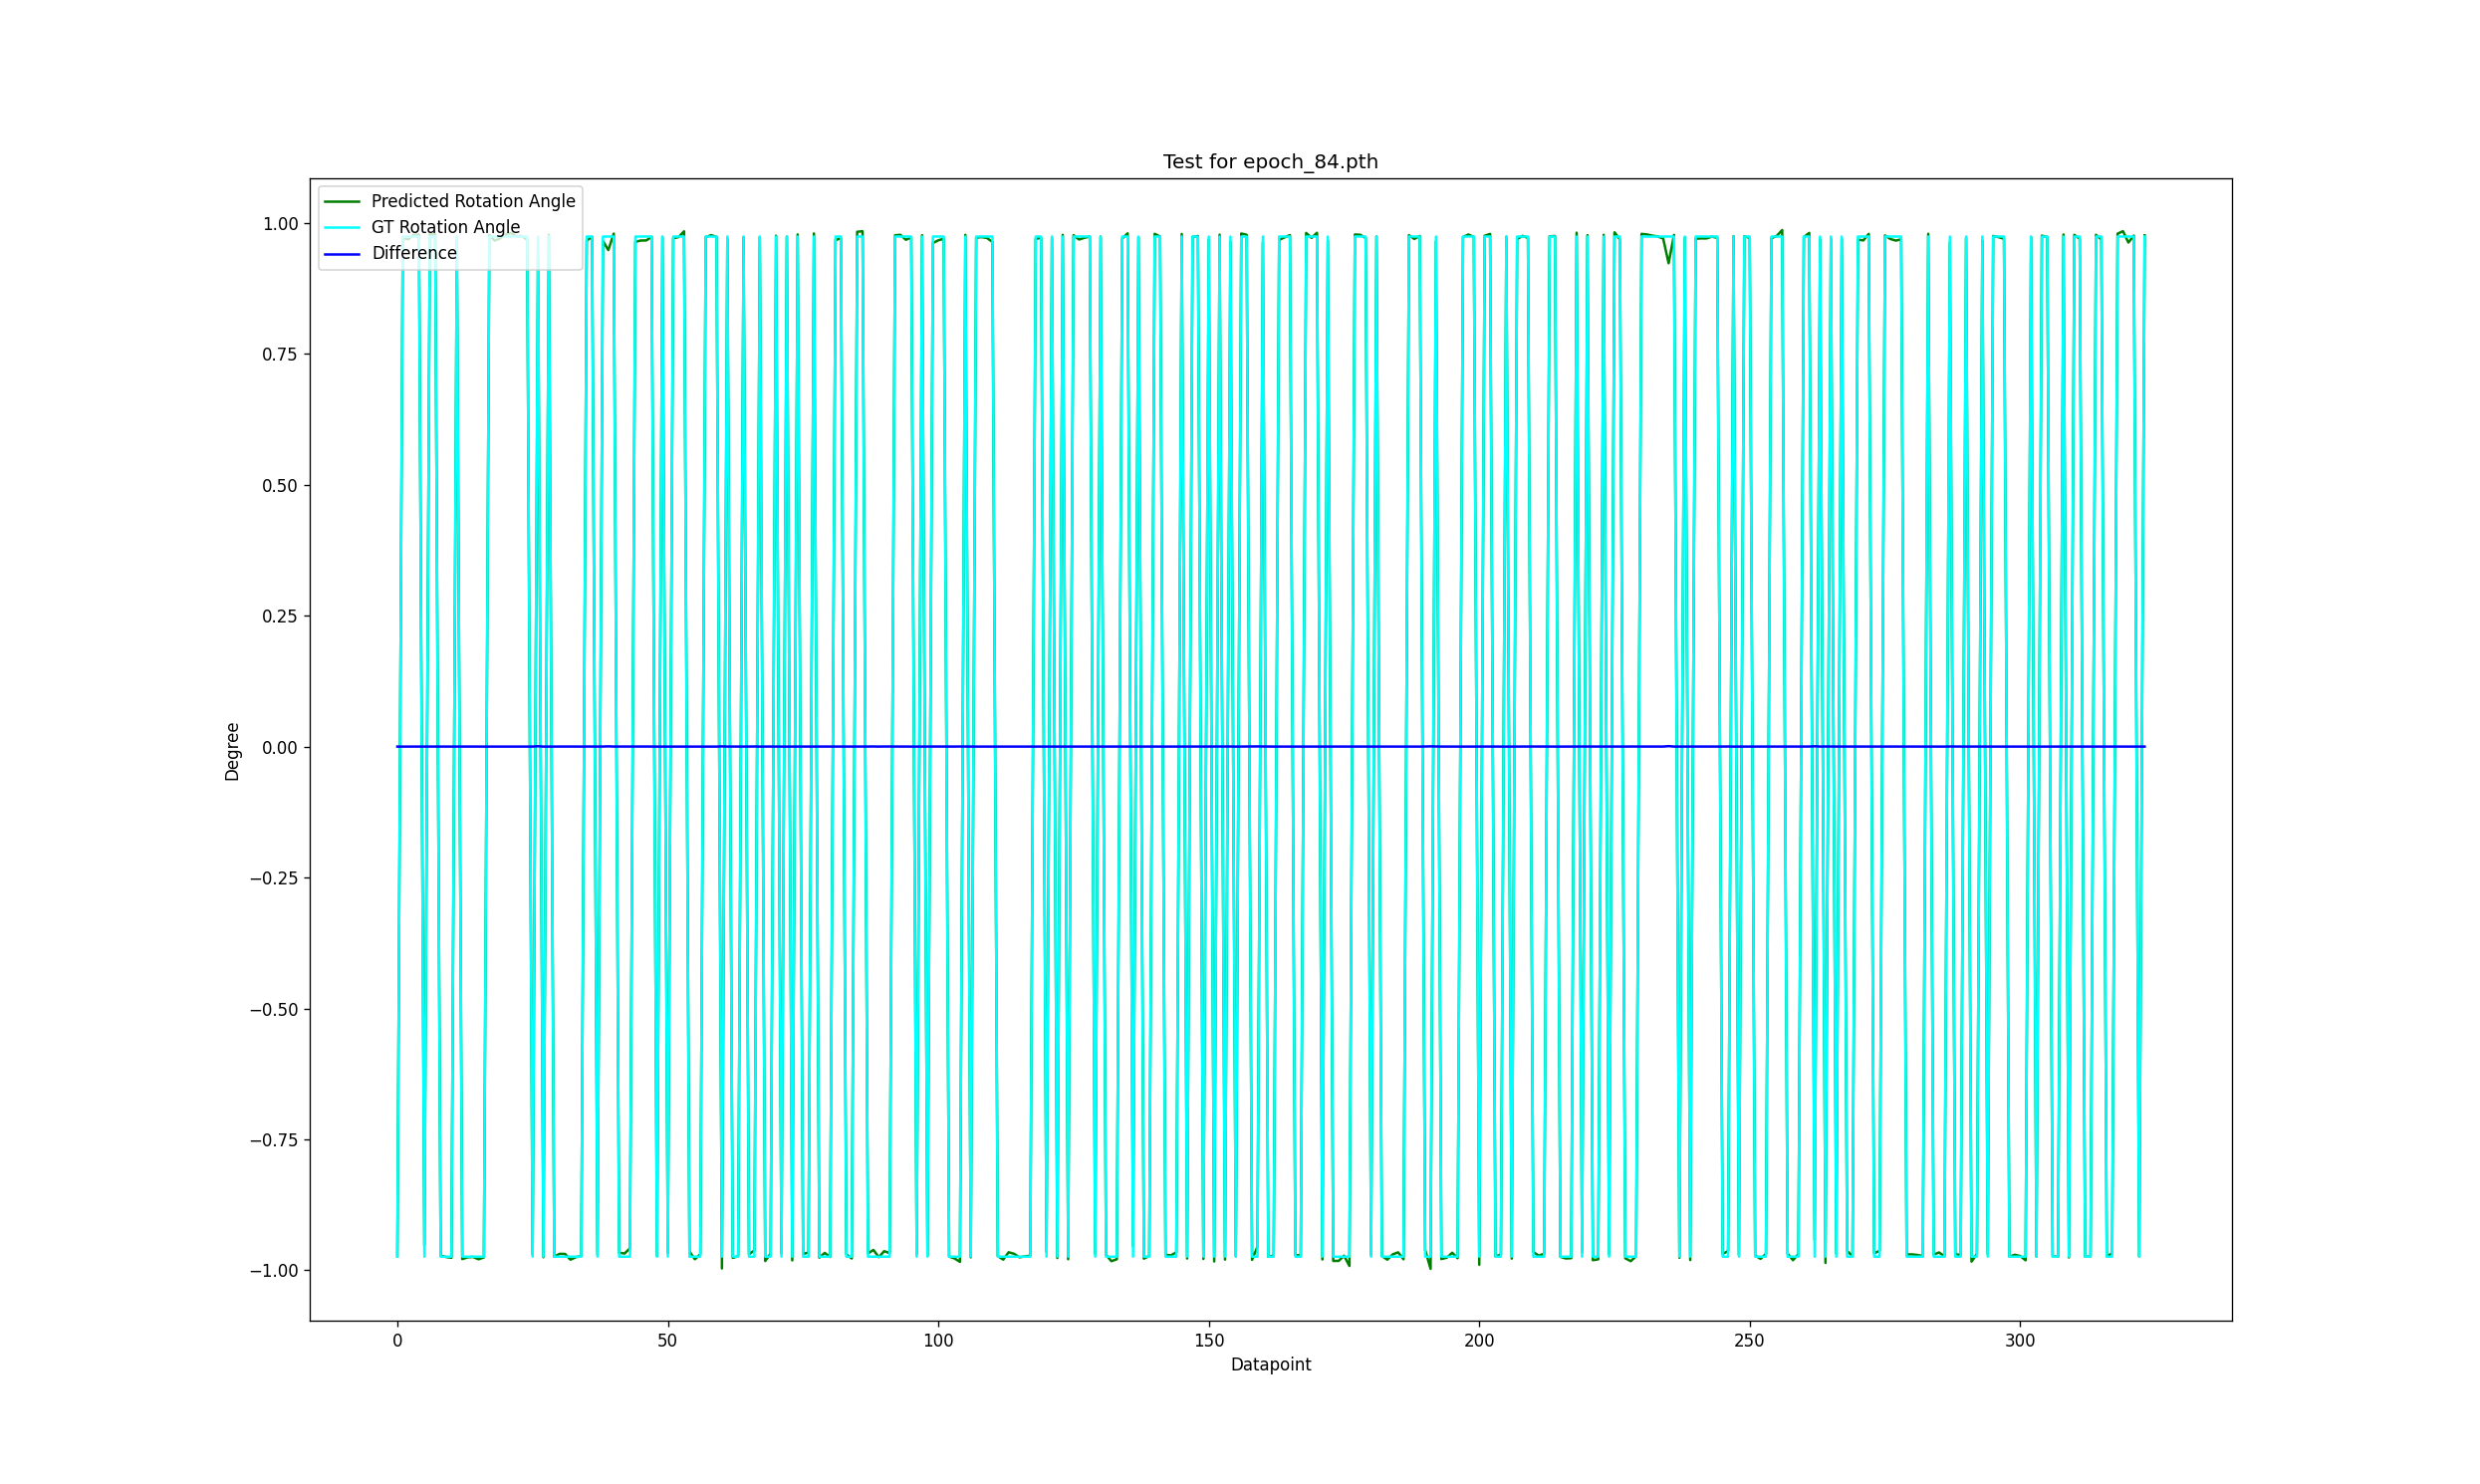 Test for epoch_84.pth
Predicted Rotation Angle
GT Rotation Angle
Difference
1.00
0.75
0.50
0.25
0.00
−0.25
−0.50
−0.75
−1.00
Degree
0 50 100 150 200 250 300
Datapoint